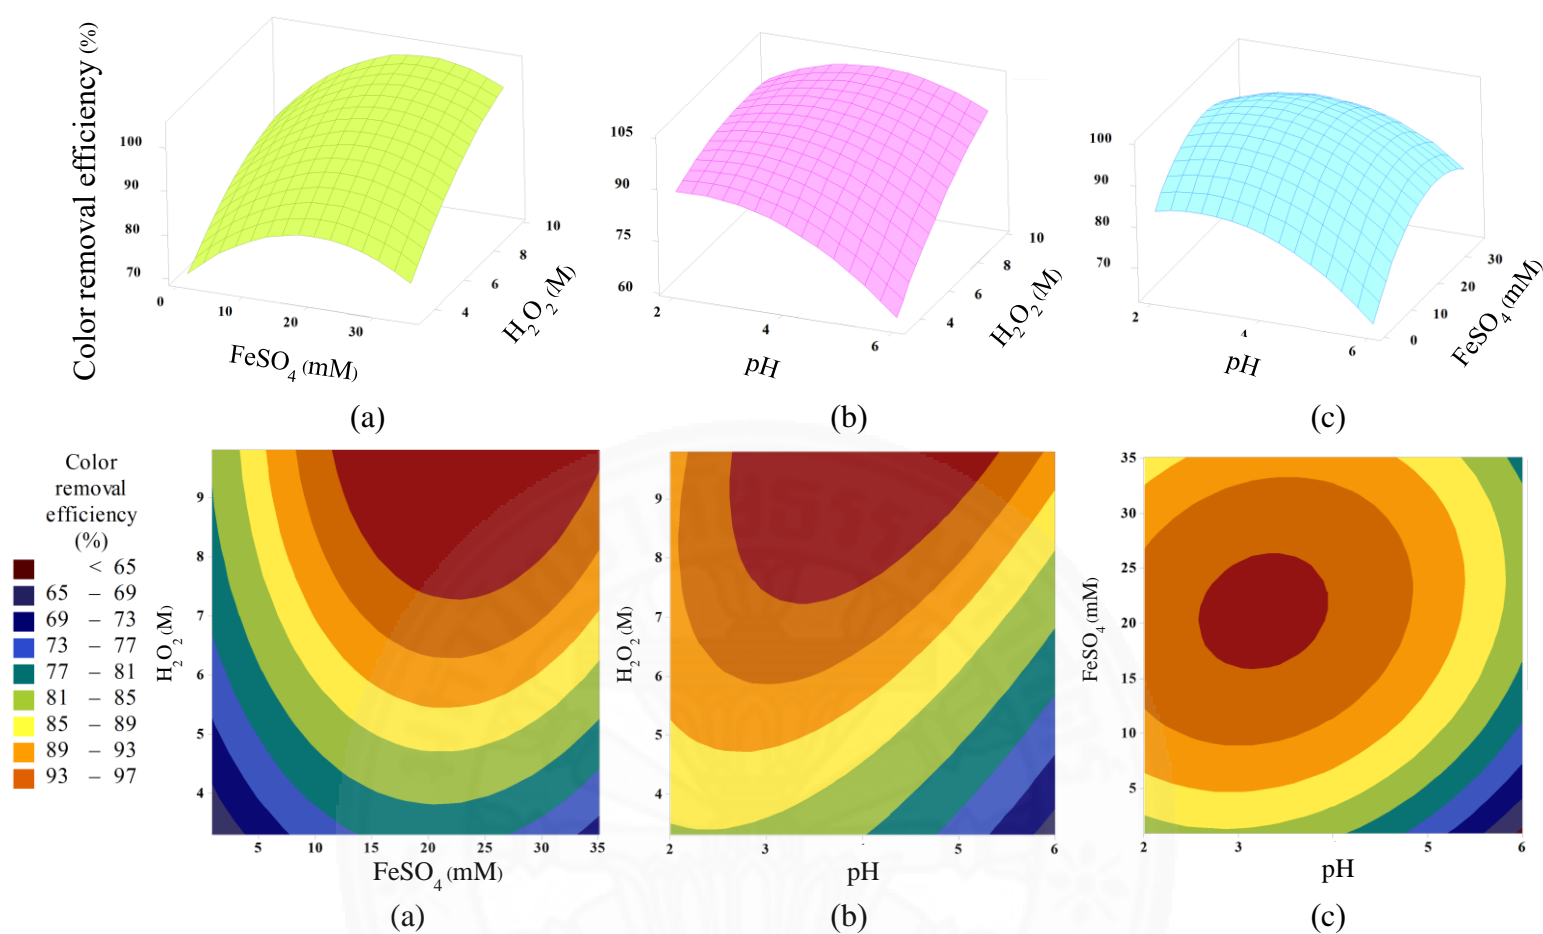 Color removal efficiency (%)
100
90
80
70
0
10
20
30
FeSO4 (mM)
4
6
8
10
H2O2 (M)
(a)
105
90
75
60
2
4
6
pH
4
6
8
10
H2O2 (M)
(b)
100
90
80
70
2
4
6
pH
0
10
20
30
FeSO4 (mM)
(c)
Color
removal
efficiency
(%)
< 65
65 – 69
69 – 73
73 – 77
77 – 81
81 – 85
85 – 89
89 – 93
93 – 97
H2O2 (M)
9
8
7
6
5
4
5 10 15 20 25 30 35
FeSO4 (mM)
(a)
H2O2 (M)
9
8
7
6
5
4
2 3 4 5 6
pH
(b)
FeSO4 (mM)
35
30
25
20
15
10
5
2 3 5 6
pH
(c)